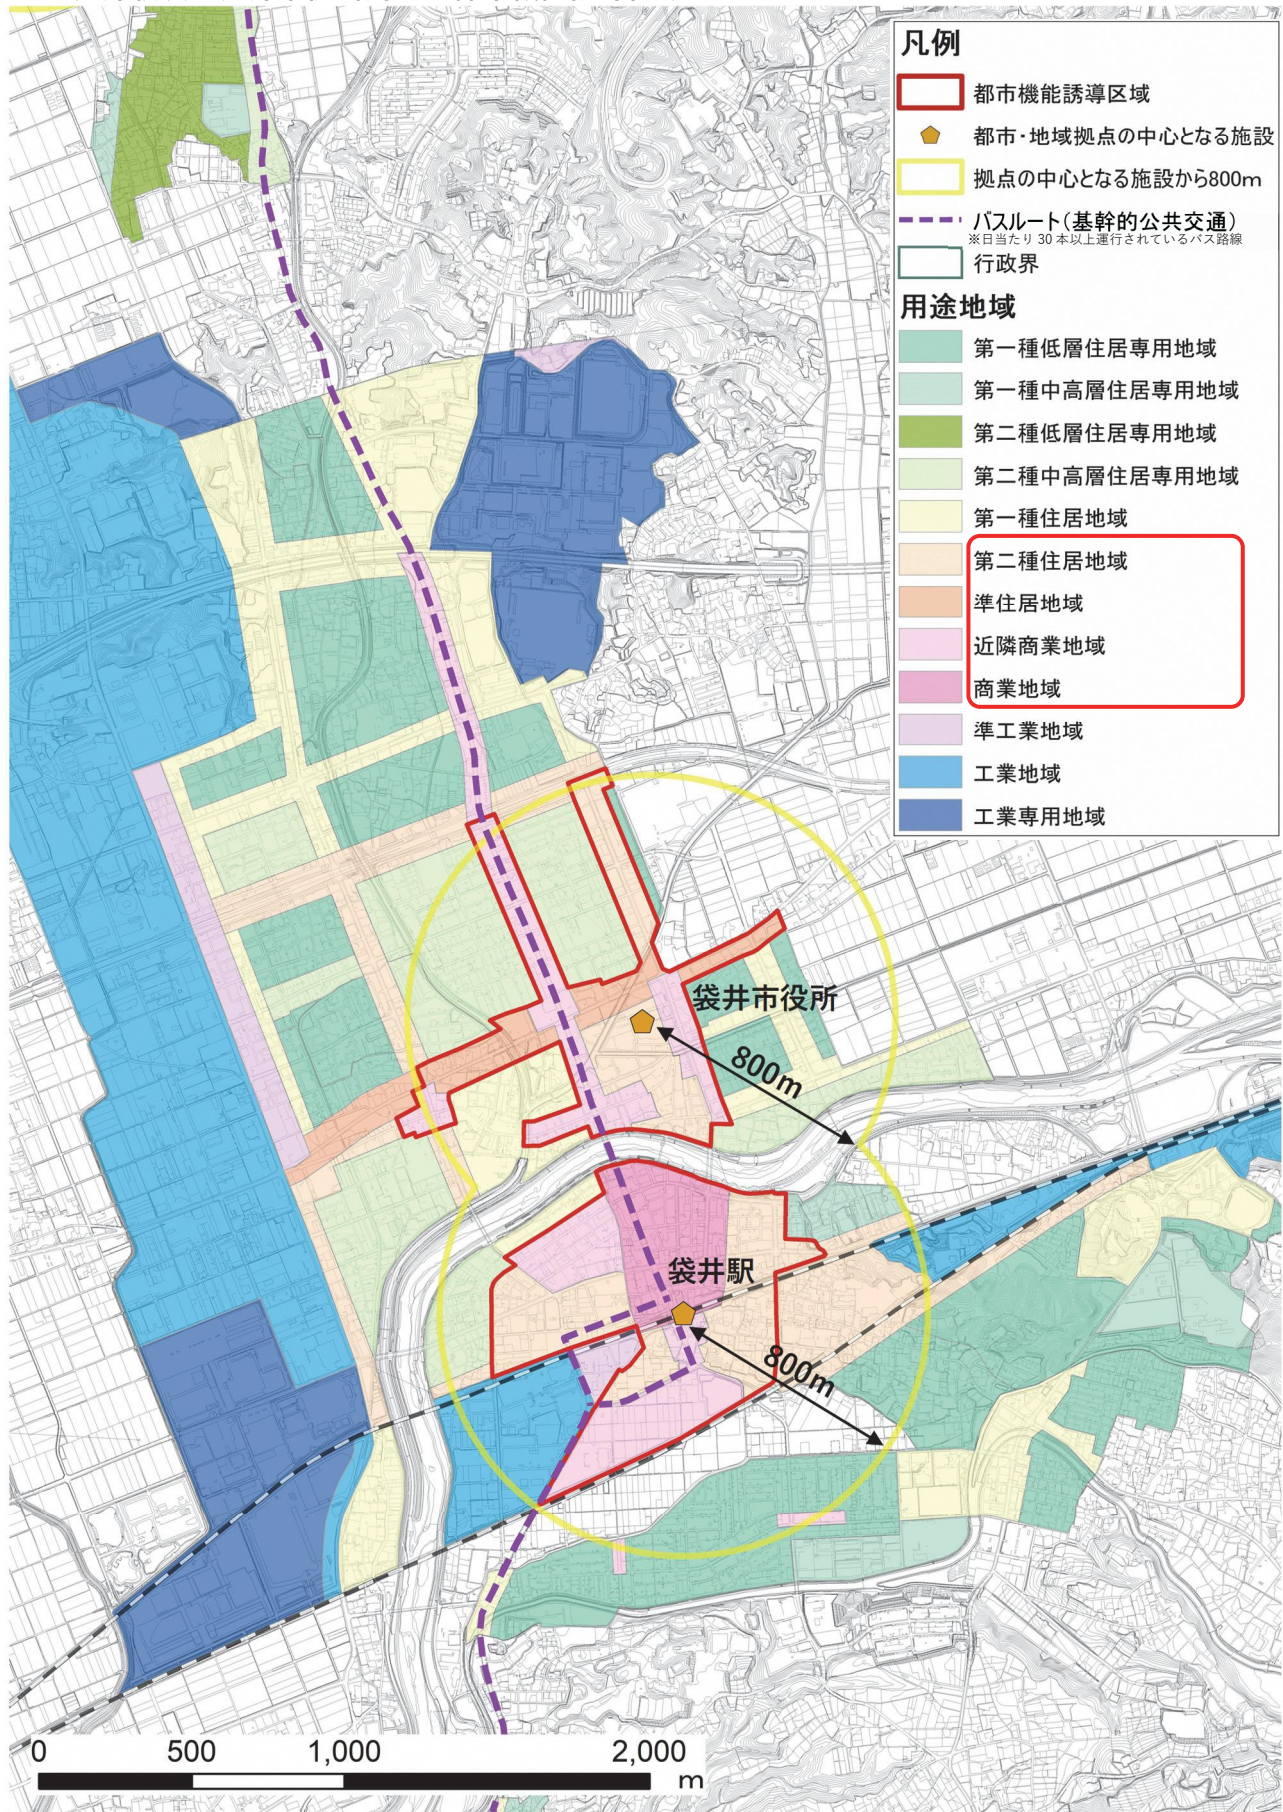 凡例
都市機能誘導区域
都市・地域拠点の中心となる施設
拠点の中心となる施設から800m
バスルート(基幹的公共交通)
※日当たり30本以上運行されているバス路線
行政界
用途地域
第一種低層住居専用地域
第一種中高層住居専用地域
第二種低層住居専用地域
第二種中高層住居専用地域
第一種住居地域
第二種住居地域
準住居地域
近隣商業地域
商業地域
準工業地域
工業地域
工業専用地域
袋井市役所
800m
袋井駅
800m
0 500 1,000 2,000
m